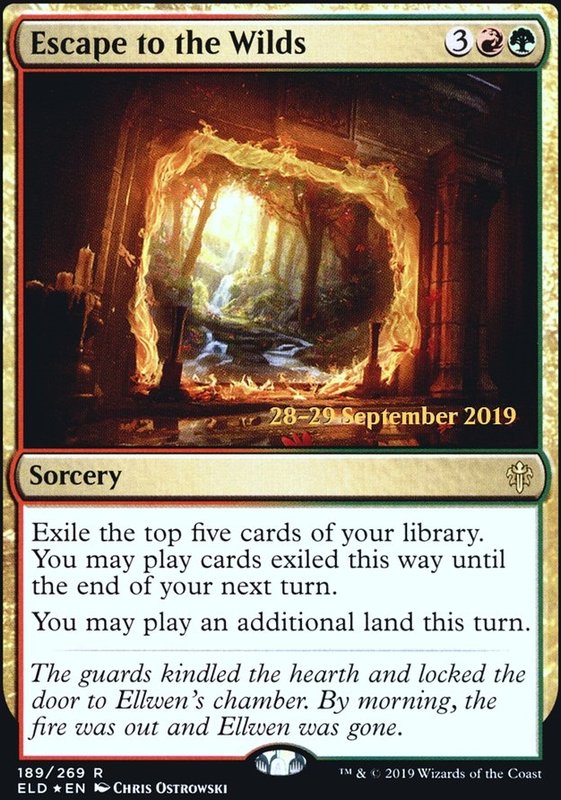 Escape to the Wilds 3
28–29 September 2019
Sorcery
Exile the top five cards of your library.
You may play cards exiled this way until
the end of your next turn.
You may play an additional land this turn.
The guards kindled the hearth and locked the
door to Ellwen's chamber. By morning, the
fire was out and Ellwen was gone.
189/269 R
ELD ★ EN Chris Ostrowski
™ & © 2019 Wizards of the Coast